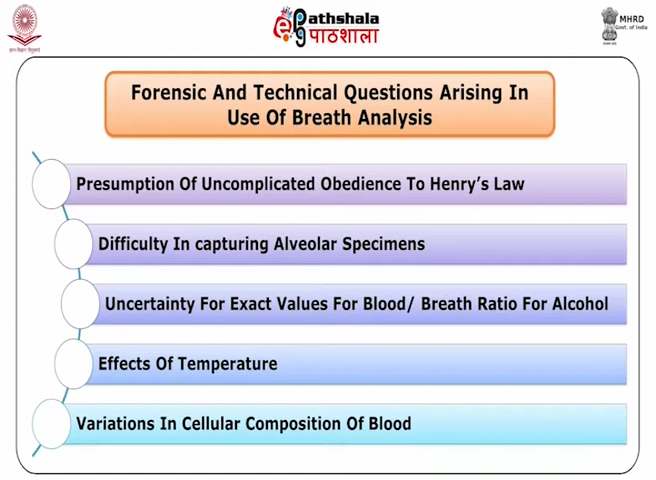 ePathshala
पाठशाला
MHRD
Govt. of India
Forensic And Technical Questions Arising In
Use Of Breath Analysis
Presumption Of Uncomplicated Obedience To Henry's Law
Difficulty In capturing Alveolar Specimens
Uncertainty For Exact Values For Blood/ Breath Ratio For Alcohol
Effects Of Temperature
Variations In Cellular Composition Of Blood